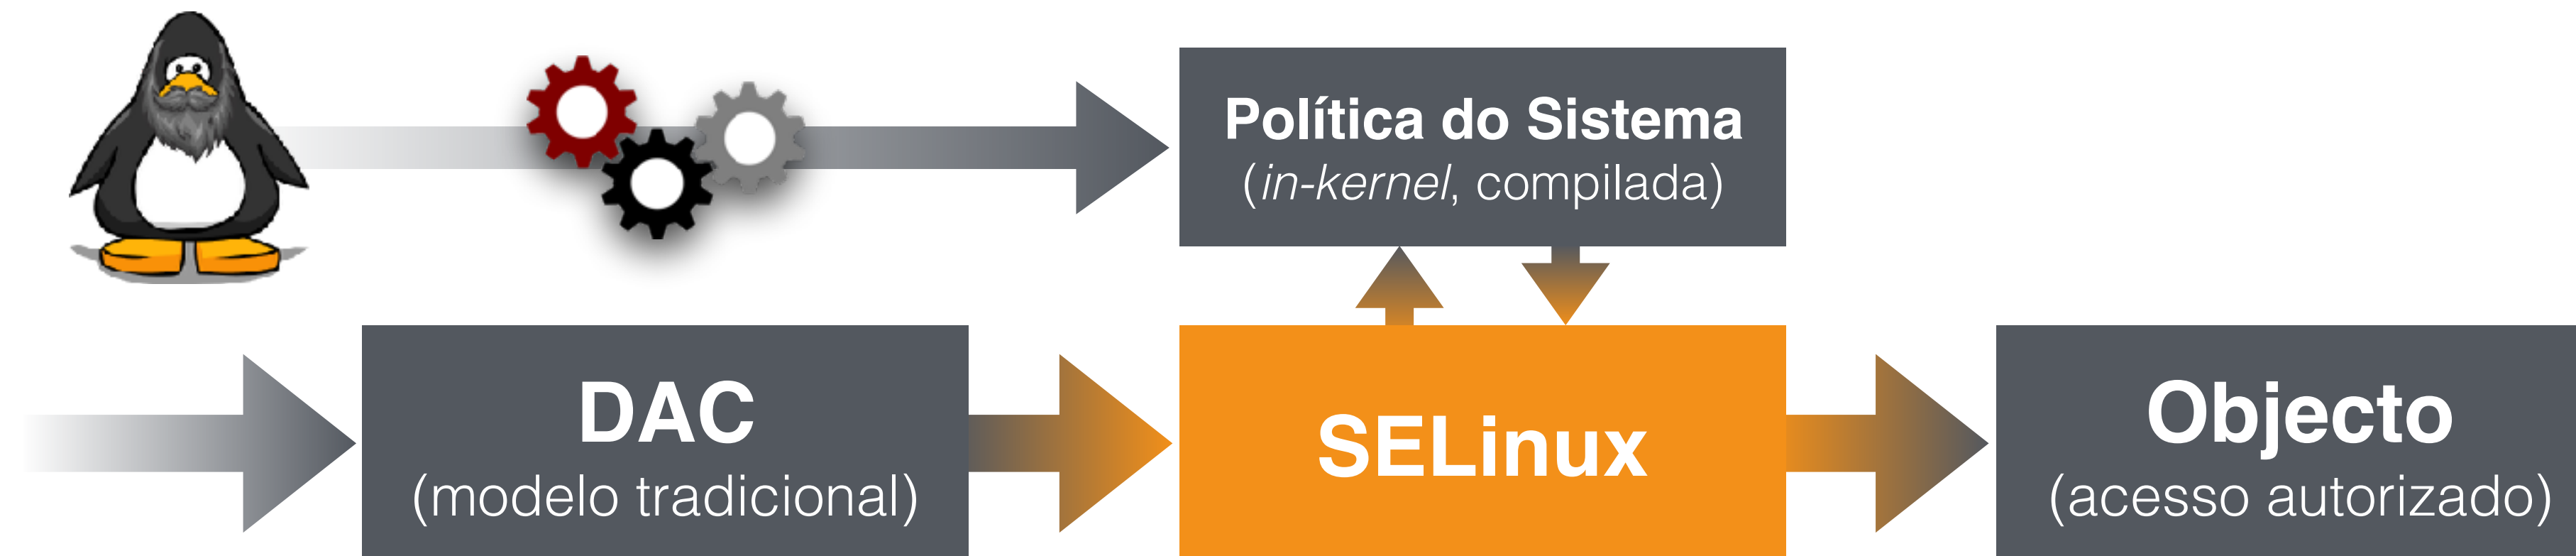 Política do Sistema
(in-kernel, compilada)
DAC
(modelo tradicional)
SELinux
Objecto
(acesso autorizado)